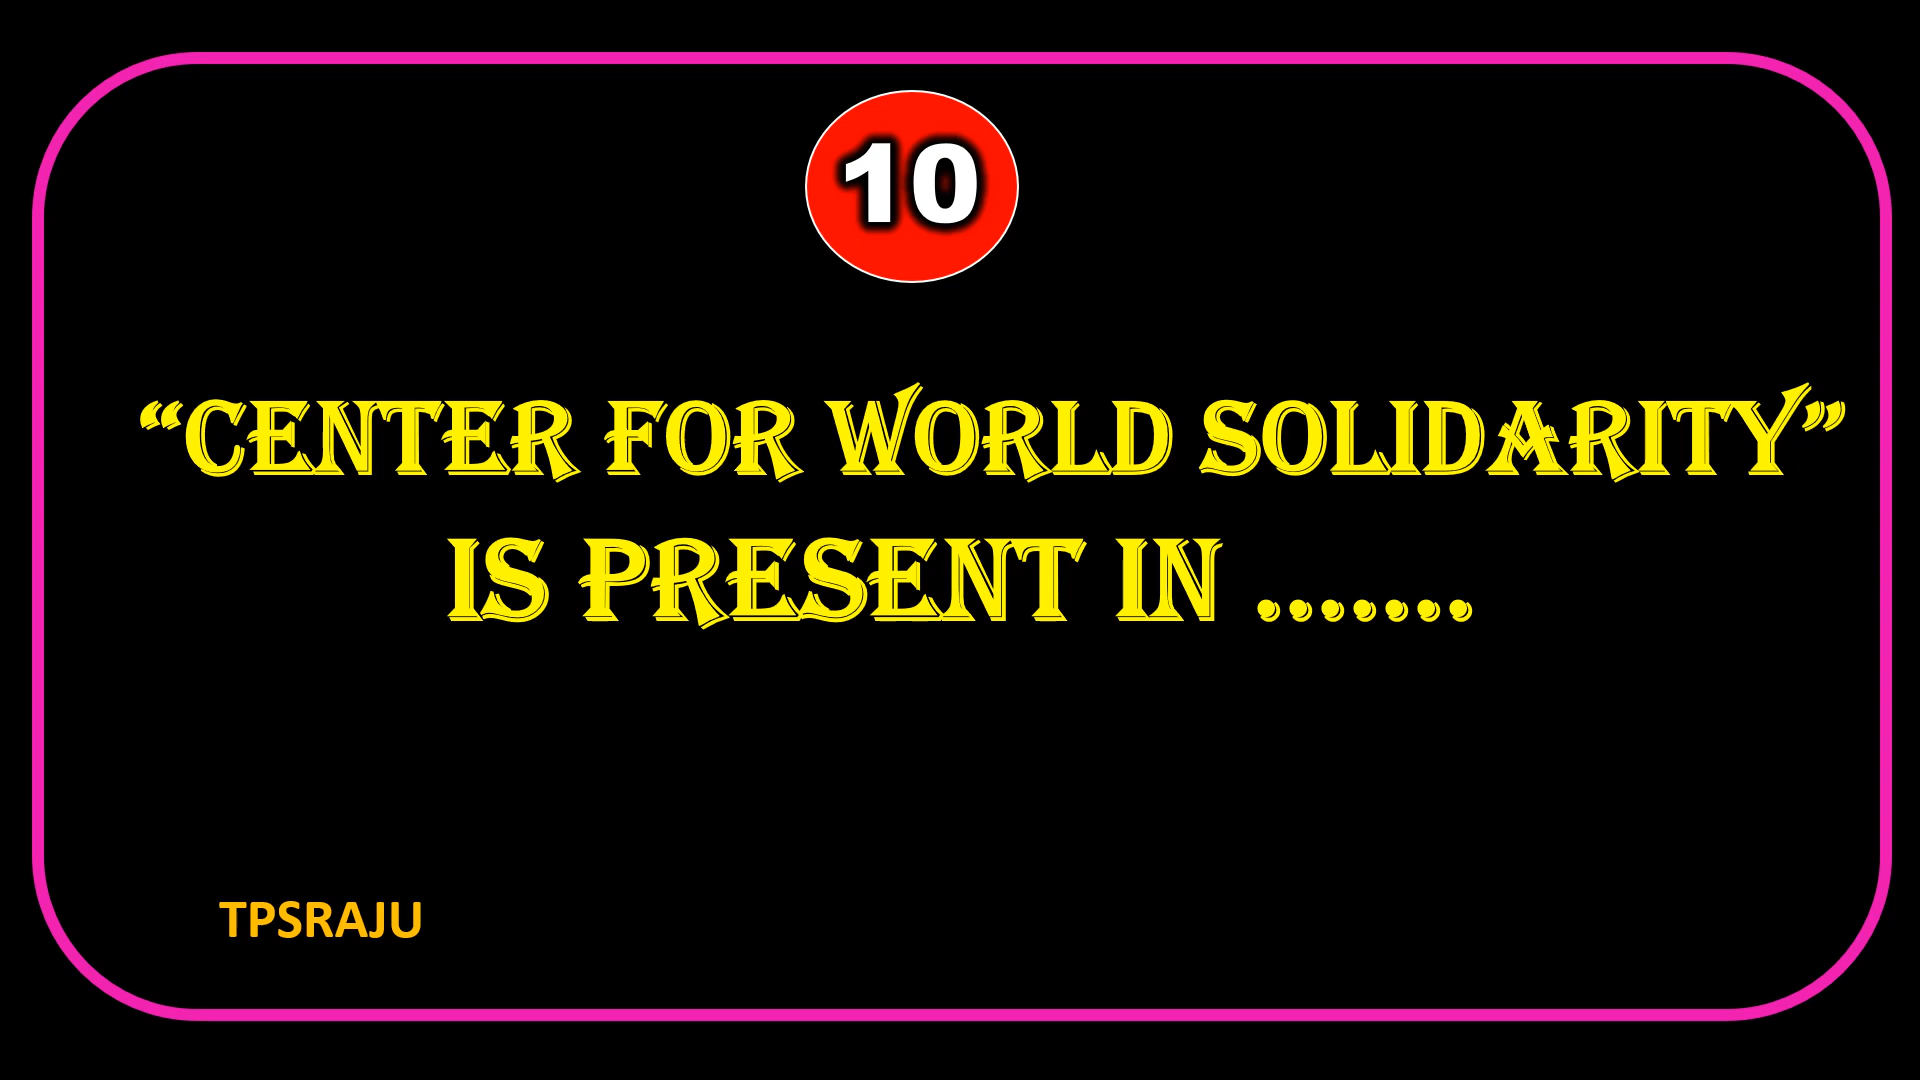 10
“CENTER FOR WORLD SOLIDARITY”
IS PRESENT IN .......
TPSRAJU